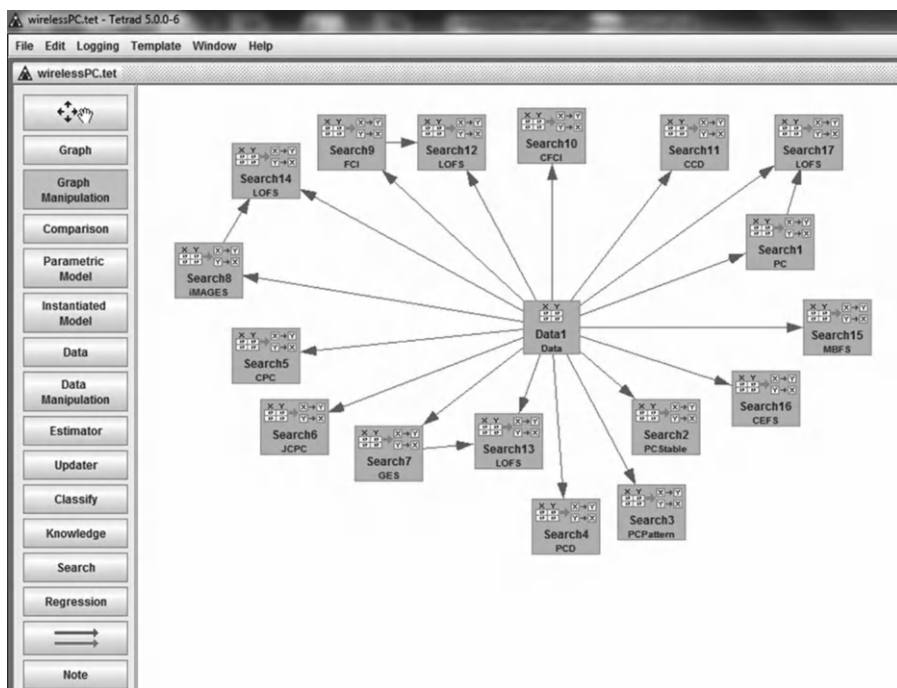 wirelessPC.tet - Tetrad 5.0.0-6
File Edit Logging Template Window Help
wirelessPC.tet
Graph
Graph
Manipulation
Comparison
Parametric
Model
Instantiated
Model
Data
Data
Manipulation
Estimator
Updater
Classify
Knowledge
Search
Regression
Note
X Y X→Y
Y→X
Search9
FCI
X Y X→Y
Y→X
Search12
LOFS
X Y X→Y
Y→X
Search10
CFCI
X Y X→Y
Y→X
Search11
CCD
X Y X→Y
Y→X
Search17
LOFS
X Y X→Y
Y→X
Search14
LOFS
X Y X→Y
Y→X
Search1
PC
X Y X→Y
Y→X
Search8
iMAGES
X Y
Data1
Data
X Y X→Y
Y→X
Search15
MBFS
X Y X→Y
Y→X
Search5
CPC
X Y X→Y
Y→X
Search16
CEFS
X Y X→Y
Y→X
Search6
JCPC
X Y X→Y
Y→X
Search7
GES
X Y X→Y
Y→X
Search13
LOFS
X Y X→Y
Y→X
Search2
PCStable
X Y X→Y
Y→X
Search4
PCD
X Y X→Y
Y→X
Search3
PCPattern